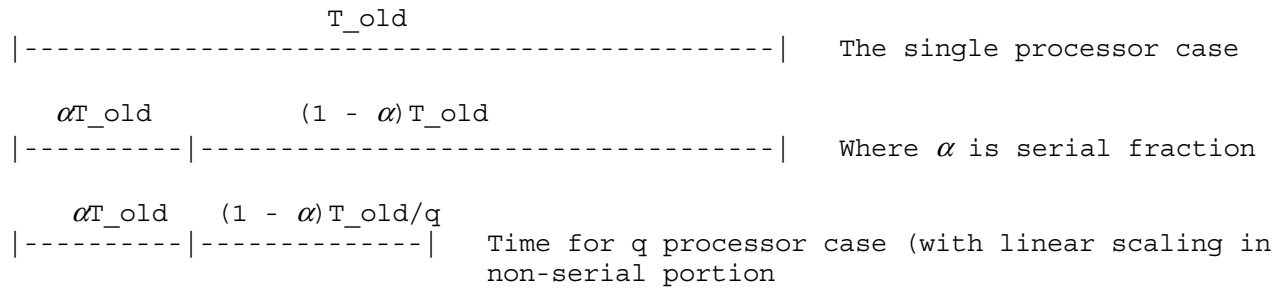 T_old
|-----------------------------------------------| The single processor case
αT_old (1 - α)T_old
|----------|------------------------------------| Where α is serial fraction
αT_old (1 - α)T_old/q
|----------|--------------| Time for q processor case (with linear scaling in
non-serial portion